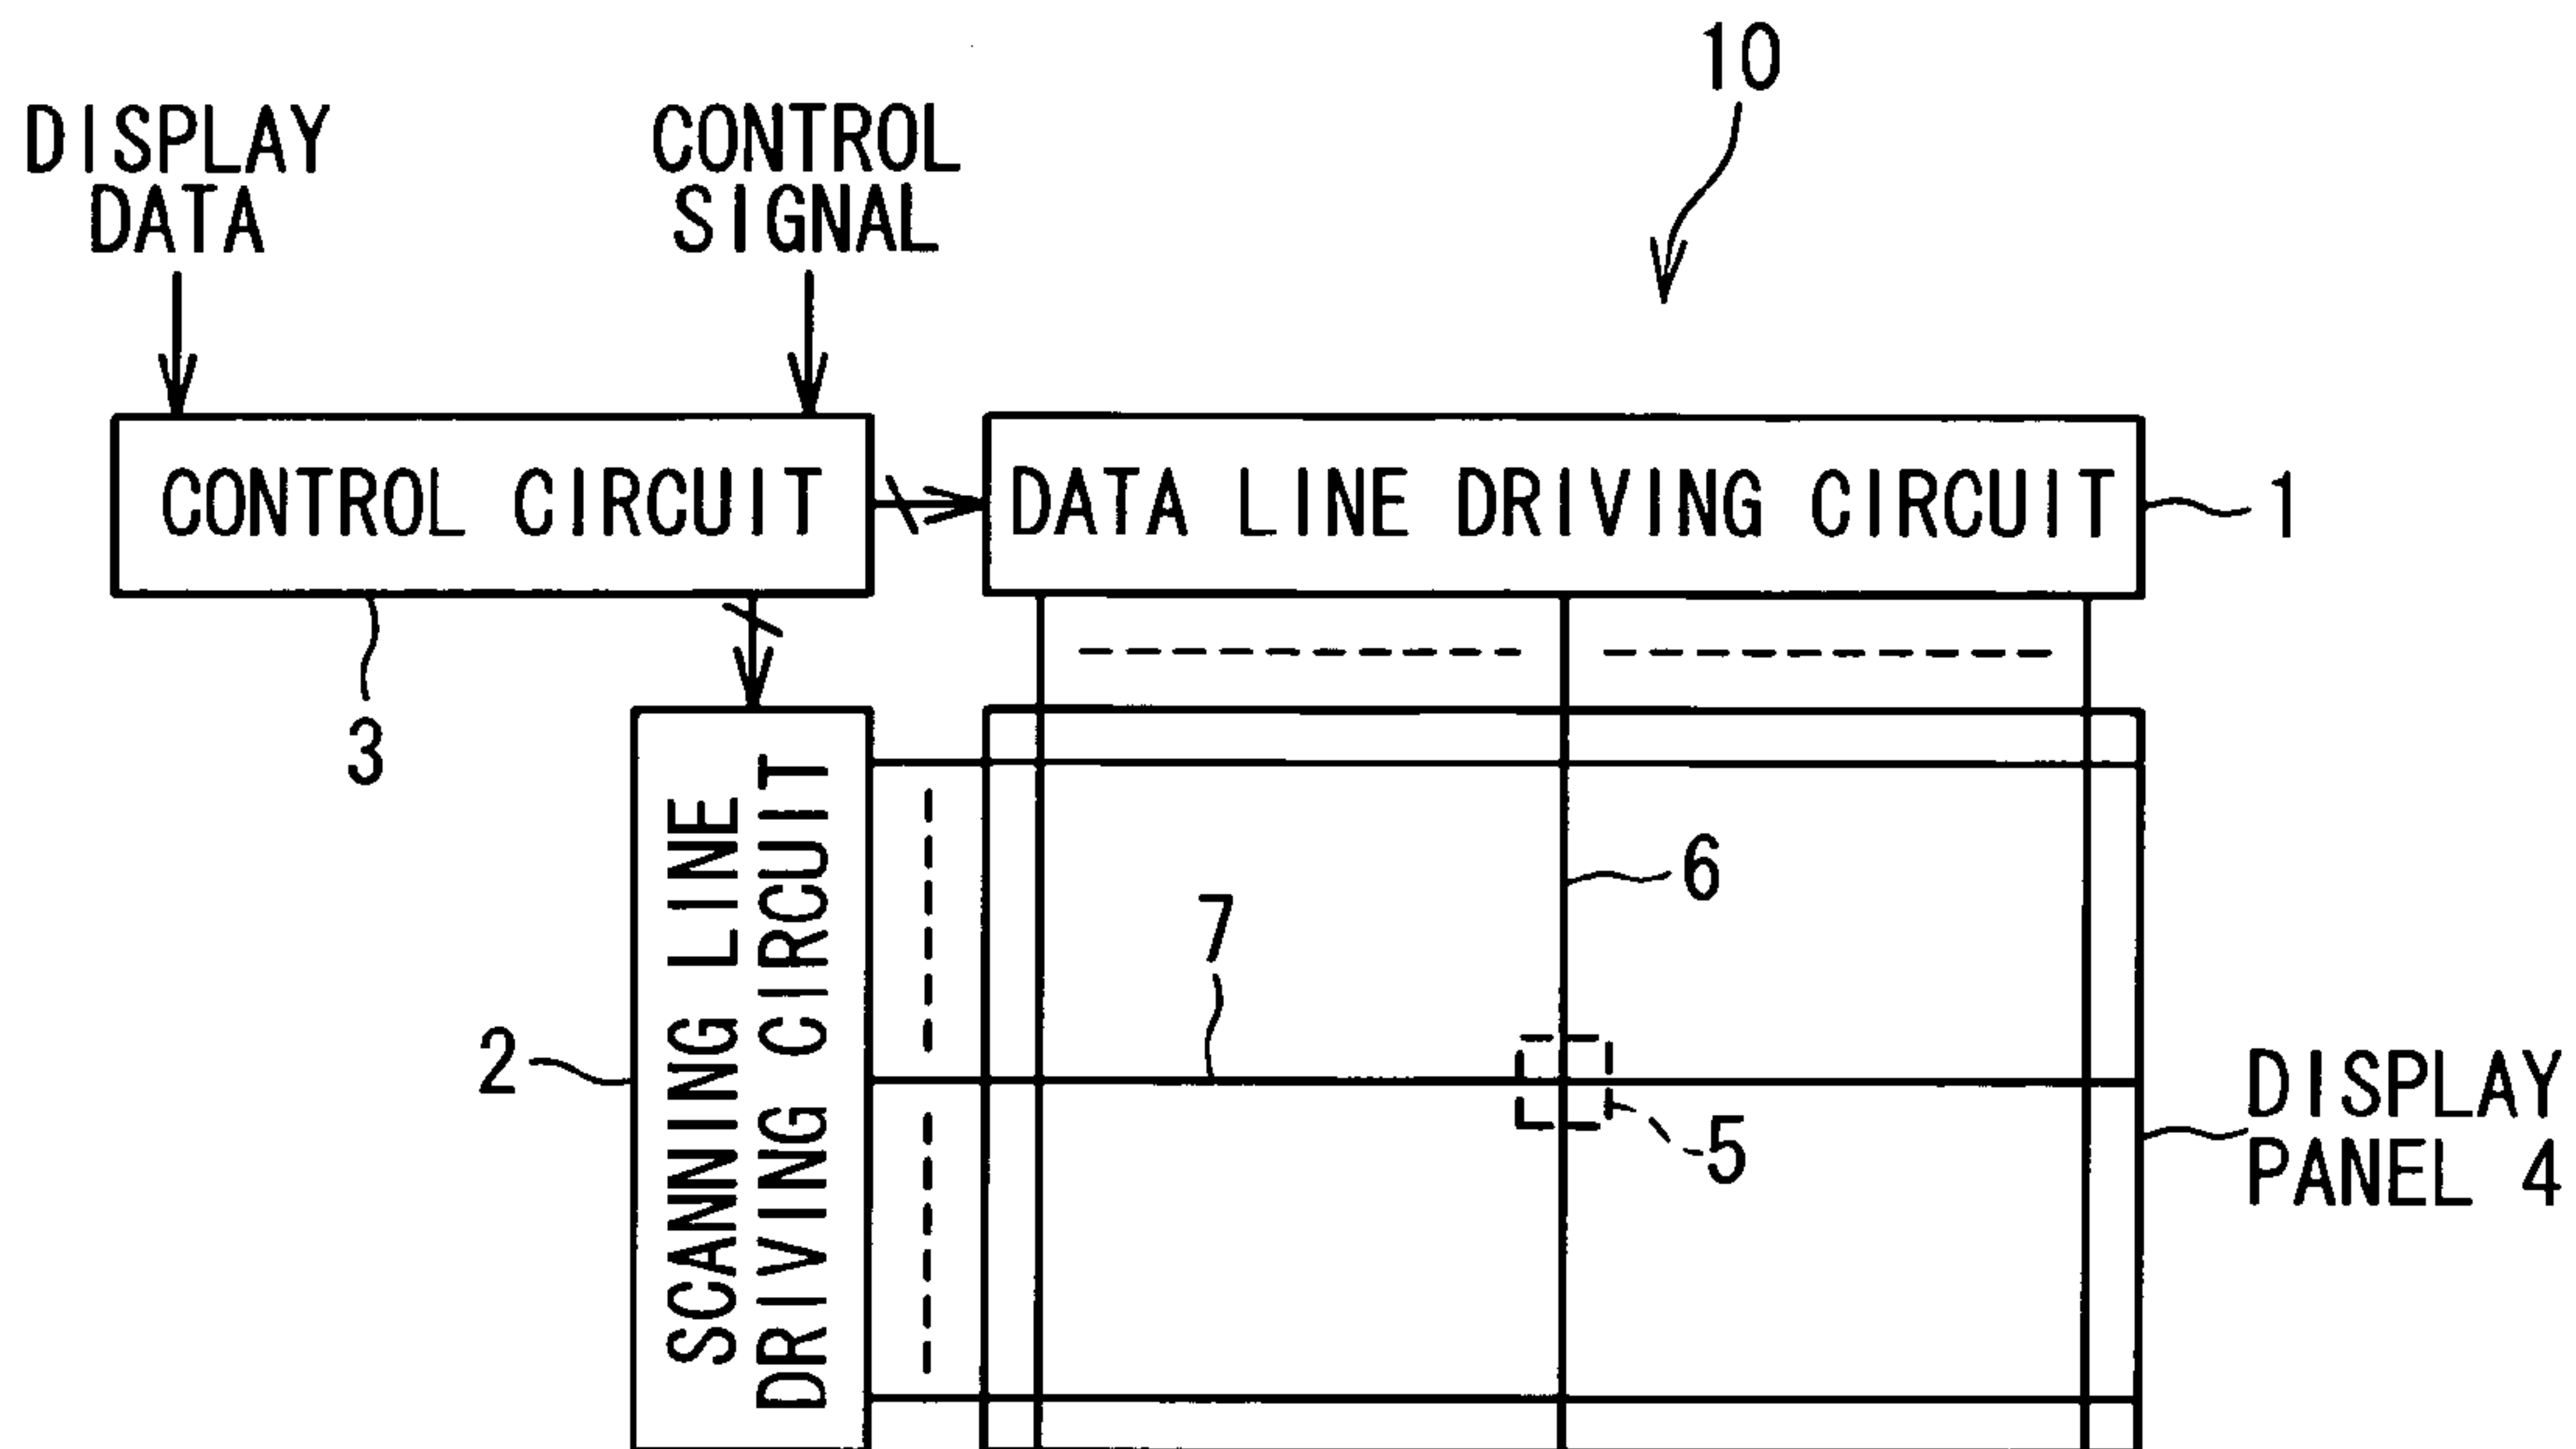 10
DISPLAY
DATA
CONTROL
SIGNAL
CONTROL CIRCUIT
DATA LINE DRIVING CIRCUIT
1
3
SCANNING LINE
DRIVING CIRCUIT
2
6
7
5
DISPLAY
PANEL 4